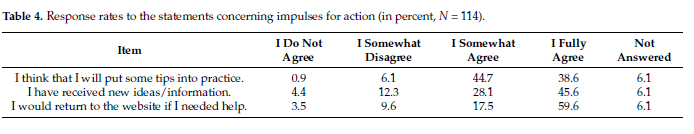 Table 4. Response rates to the statements concerning impulses for action (in percent, N = 114).
Item I Do Not Agree I Somewhat Disagree I Somewhat Agree I Fully Agree Not Answered
I think that I will put some tips into practice. 0.9 6.1 44.7 38.6 6.1
I have received new ideas/information. 4.4 12.3 28.1 45.6 6.1
I would return to the website if I needed help. 3.5 9.6 17.5 59.6 6.1